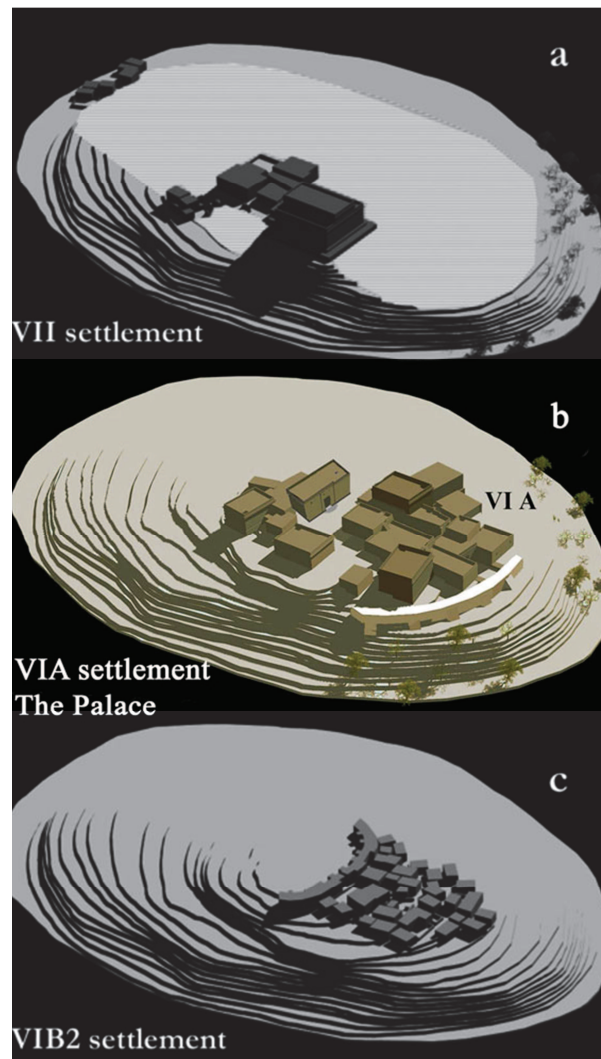 a
VII settlement
b
VI A
VIA settlement
The Palace
c
VIB2 settlement